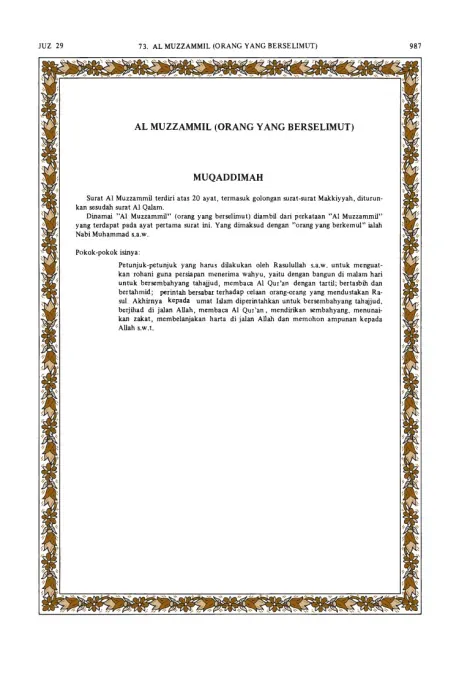 JUZ 29 73. AL MUZZAMMIL (ORANG YANG BERSELIMUT) 987
AL MUZZAMMIL (ORANG YANG BERSELIMUT)
MUQADDIMAH
Surat Al Muzzammil terdiri atas 20 ayat, termasuk golongan surat-surat Makkiyyah, diturun-
kan sesudah surat Al Qalam.
Dinamai "Al Muzzammil" (orang yang berselimut) diambil dari perkataan "Al Muzzammil"
yang terdapat pada ayat pertama surat ini. Yang dimaksud dengan "orang yang berkemul" ialah
Nabi Muhammad s.a.w.
Pokok-pokok isinya:
Petunjuk-petunjuk yang harus dilakukan oleh Rasulullah s.a.w. untuk menguat-
kan rohani guna persiapan menerima wahyu, yaitu dengan bangun di malam hari
untuk bersembahyang tahajjud, membaca Al Qur'an dengan tartil; bertasbih dan
bertahmid; perintah bersabar terhadap celaan orang-orang yang mendustakan Ra-
sul. Akhirnya kepada umat Islam diperintahkan untuk bersembahyang tahajjud,
berjihad di jalan Allah, membaca Al Qur'an, mendirikan sembahyang, menunai-
kan zakat, membelanjakan harta di jalan Allah dan memohon ampunan kepada
Allah s.w.t.